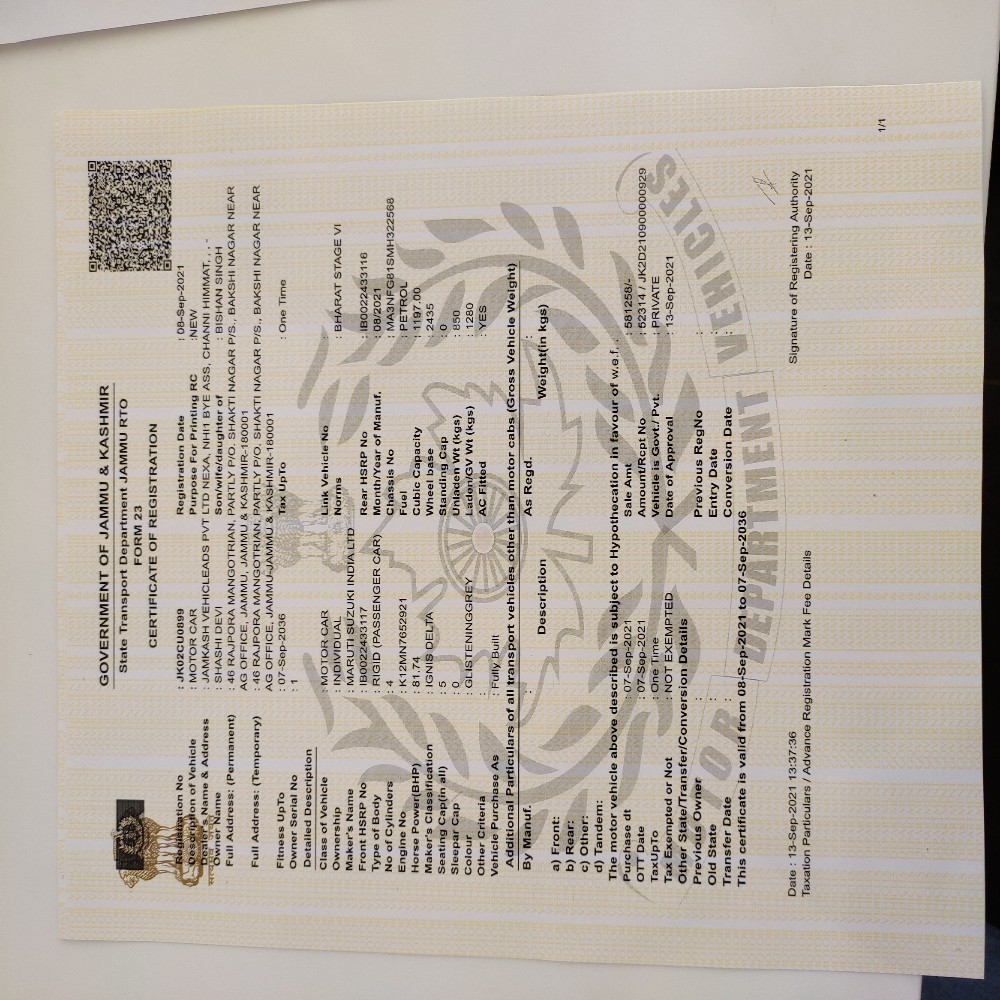 GOVERNMENT OF JAMMU & KASHMIR
State Transport Department JAMMU RTO
FORM 23
CERTIFICATE OF REGISTRATION
Registration No : JK02CU0099 Registration Date : 08-Sep-2021
Description of Vehicle : MOTOR CAR Purpose For Printing RC : NEW
Dealer's Name & Address : JAMKASH VEHICLEADS PVT LTD NEXA, NH1 BYE ASS, CHANNI HIMMAT, , , -
Owner Name : SHASHI DEVI Son/wife/daughter of : BISHAN SINGH
Full Address: (Permanent) : 46 RAJPORA MANGOTRIAN, PARTLY P/O. SHAKTI NAGAR P/S., BAKSHI NAGAR NEAR
AG OFFICE, JAMMU, JAMMU & KASHMIR-180001
Full Address: (Temporary) : 46 RAJPORA MANGOTRIAN, PARTLY P/O. SHAKTI NAGAR P/S., BAKSHI NAGAR NEAR
AG OFFICE, JAMMU-JAMMU & KASHMIR-180001
Fitness UpTo : 07-Sep-2036 Tax UpTo : One Time
Owner Serial No : 1
Detailed Description
Class of Vehicle : MOTOR CAR Link Vehicle No :
Ownership : INDIVIDUAL Norms : BHARAT STAGE VI
Maker's Name : MARUTI SUZUKI INDIA LTD
Front HSRP No : IB0022433117 Rear HSRP No : IB0022433116
Type of Body : RIGID (PASSENGER CAR) Month/Year of Manuf. : 08/2021
No of Cylinders : 4 Chassis No : MA3NFG81SMH322568
Engine No : K12MN7652921 Fuel : PETROL
Horse Power(BHP) : 81.74 Cubic Capacity : 1197.00
Maker's Classification : IGNIS DELTA Wheel base : 2435
Seating Cap(in all) : 5 Standing Cap : 0
Sleepar Cap : 0 Unladen Wt (kgs) : 850
Colour : GLISTENINGGREY Laden/GV Wt (kgs) : 1280
Other Criteria : AC Fitted : YES
Vehicle Purchase As : Fully Built
Additional Particulars of all transport vehicles other than motor cabs (Gross Vehicle Weight)
By Manuf. : As Regd. :
Description Weight(in kgs)
a) Front:
b) Rear:
c) Other:
d) Tandem:
The motor vehicle above described is subject to Hypothecation in favour of w.e.f. .
Purchase dt : 07-Sep-2021 Sale Amt : 581258/-
OTT Date : 07-Sep-2021 Amount/Rcpt No : 52314 / JK2D210900000929
TaxUpTo : One Time Vehicle is Govt./ Pvt. : PRIVATE
Tax Exempted or Not : NOT EXEMPTED Date of Approval : 13-Sep-2021
Other State/Transfer/Conversion Details
Previous Owner : Previous RegNo :
Old State : Entry Date :
Transfer Date : Conversion Date :
This certificate is valid from 08-Sep-2021 to 07-Sep-2036
Date : 13-Sep-2021 13:37:36
Taxation Particulars / Advance Registration Mark Fee Details
Signature of Registering Authority
Date : 13-Sep-2021
1/1
OR VEHICLES
DEPARTMENT